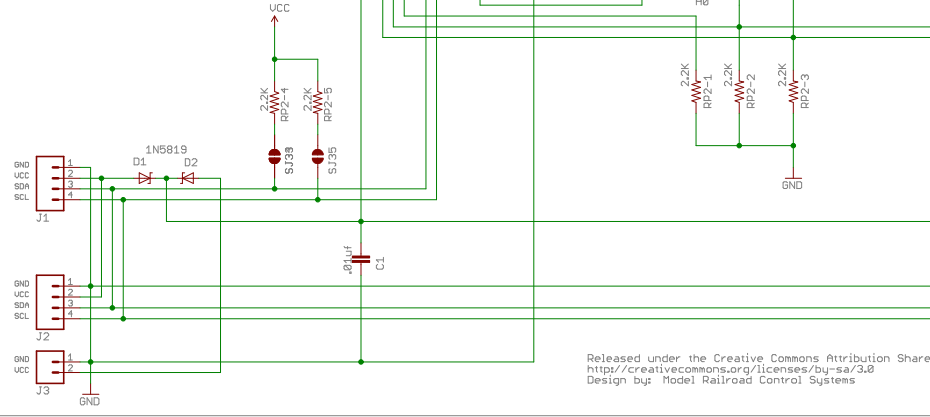 VCC
2.2K
RP2-4
2.2K
RP2-5
2.2K
RP2-1
2.2K
RP2-2
2.2K
RP2-3
1N5819
D1
D2
SJ35
GND
GND 1
VCC 2
SDA 3
SCL 4
J1
.01uf
C1
GND 1
VCC 2
SDA 3
SCL 4
J2
GND 1
VCC 2
J3
GND
Released under the Creative Commons Attribution Share
http://creativecommons.org/licenses/by-sa/3.0
Design by: Model Railroad Control Systems